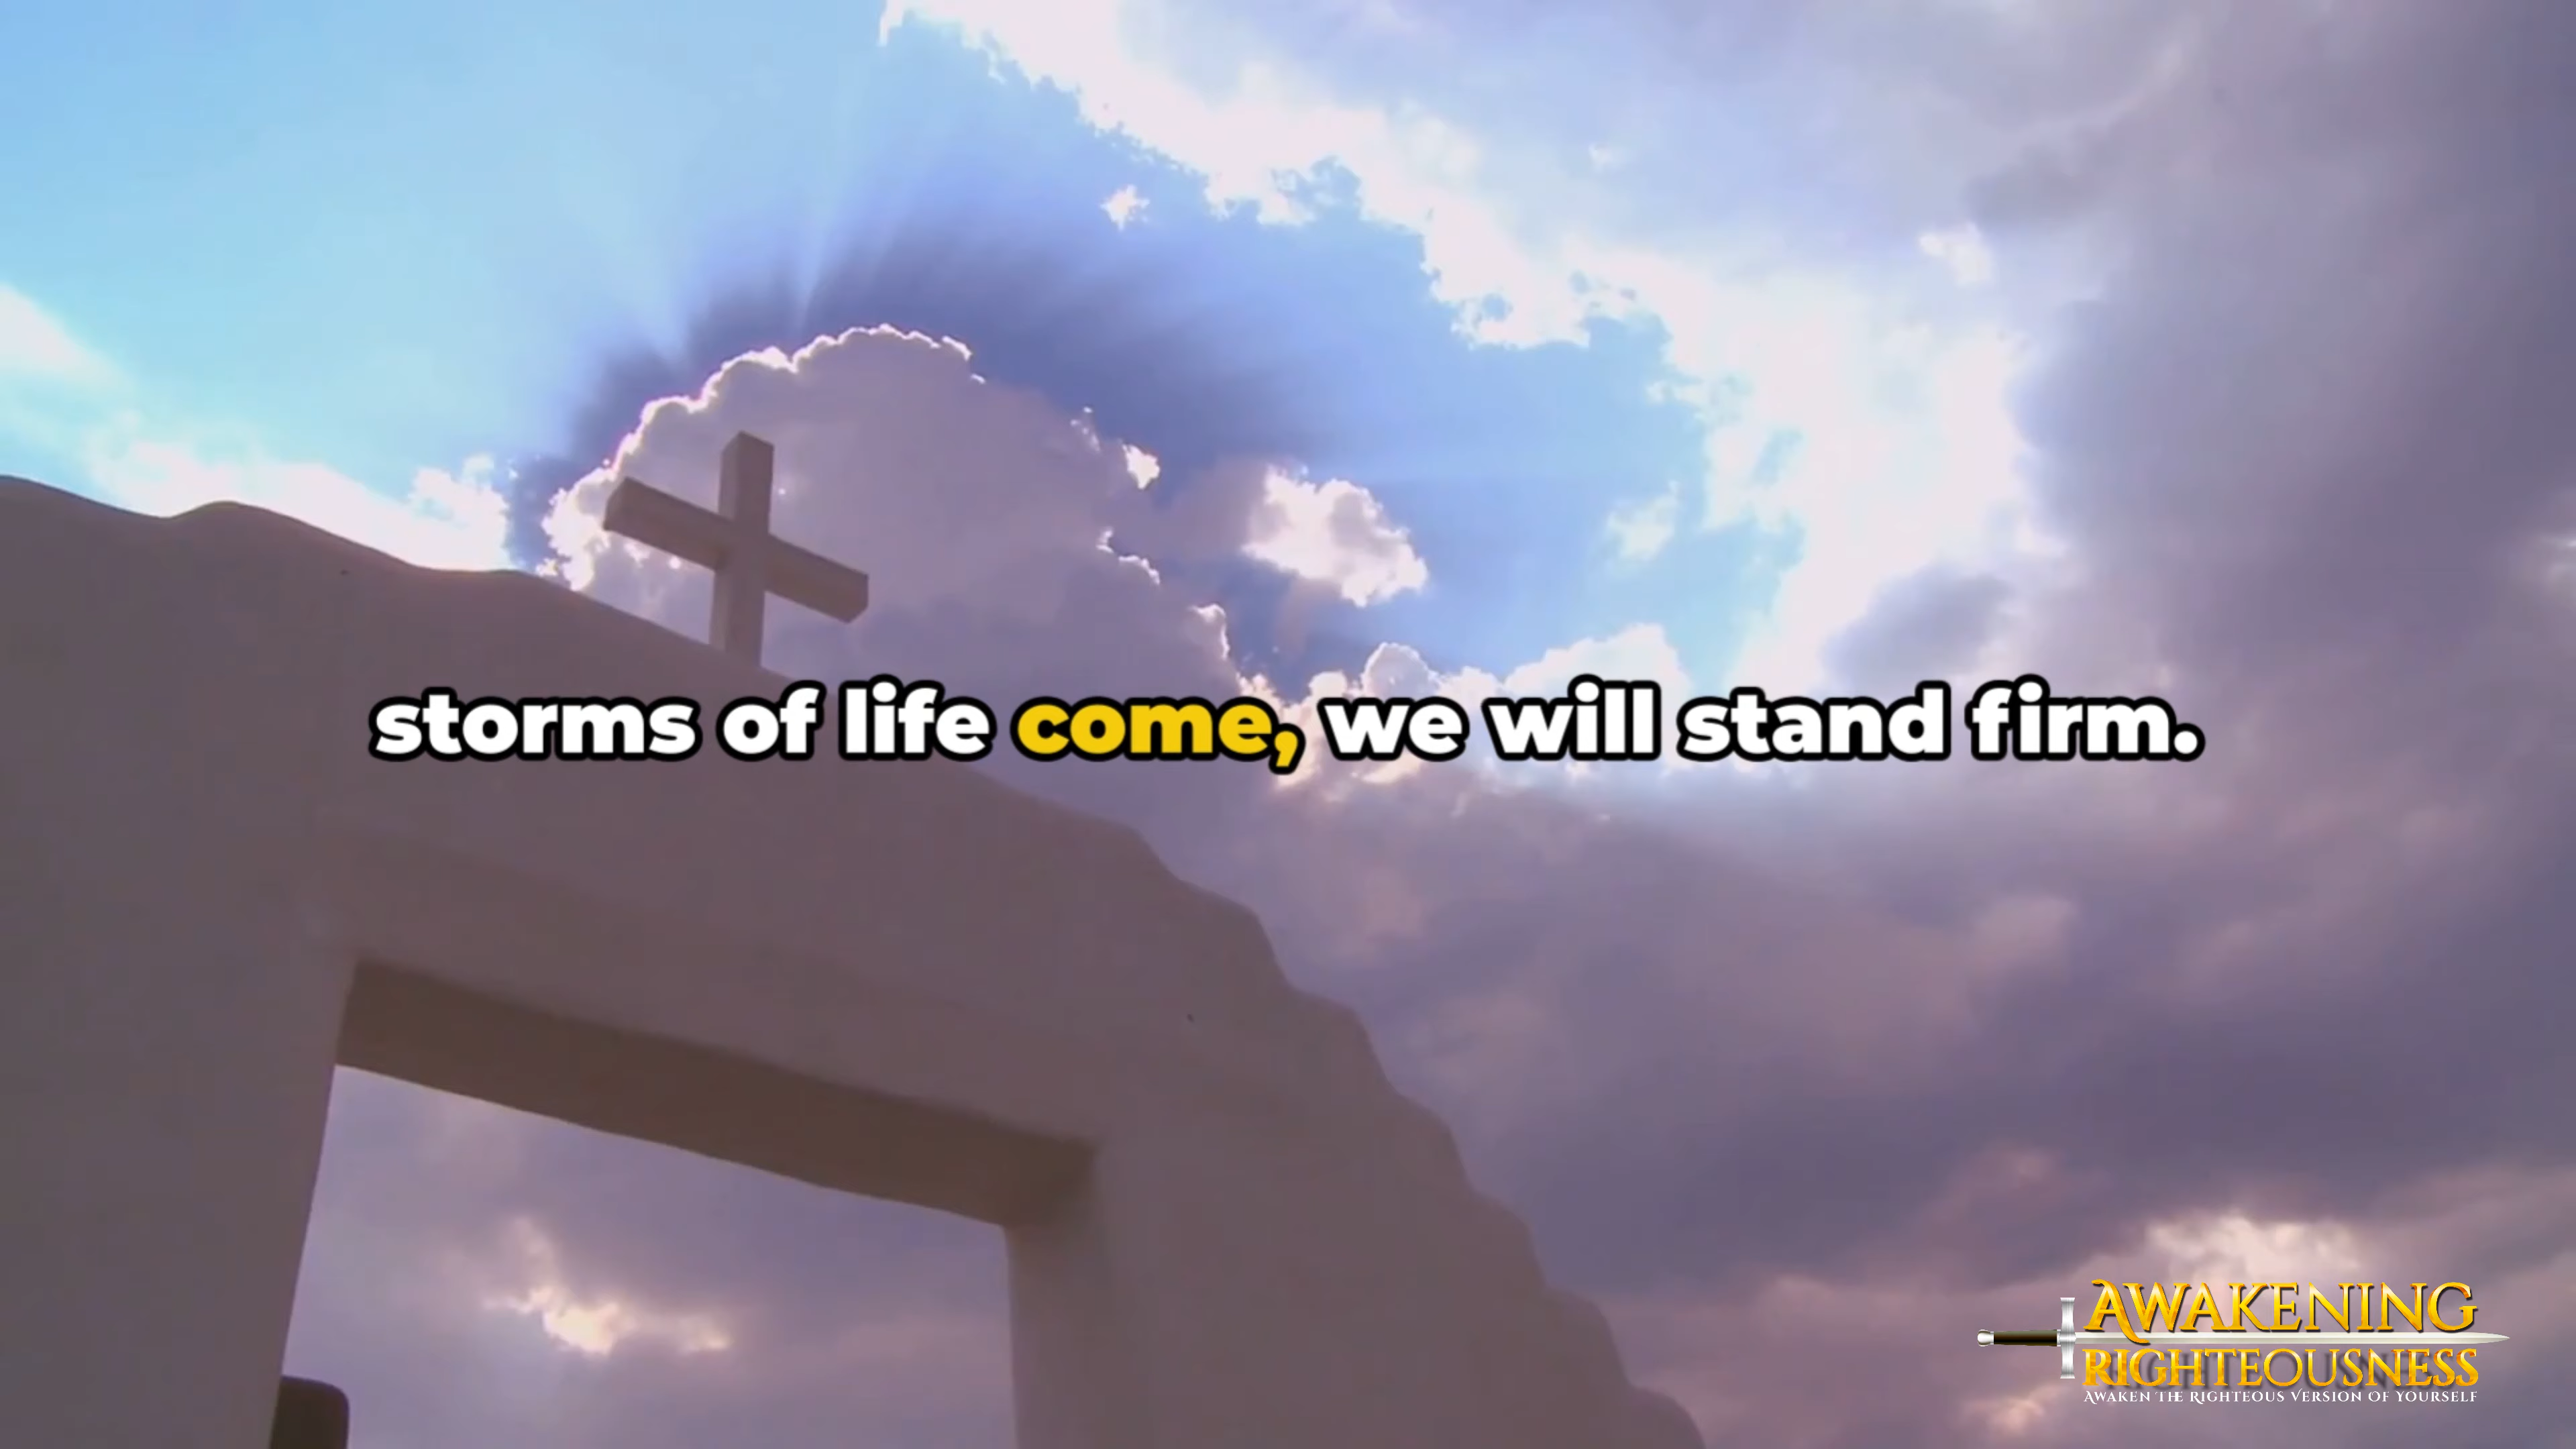 storms of life come, we will stand firm.
AWAKENING
RIGHTEOUSNESS
AWAKEN THE RIGHTEOUS VERSION OF YOURSELF